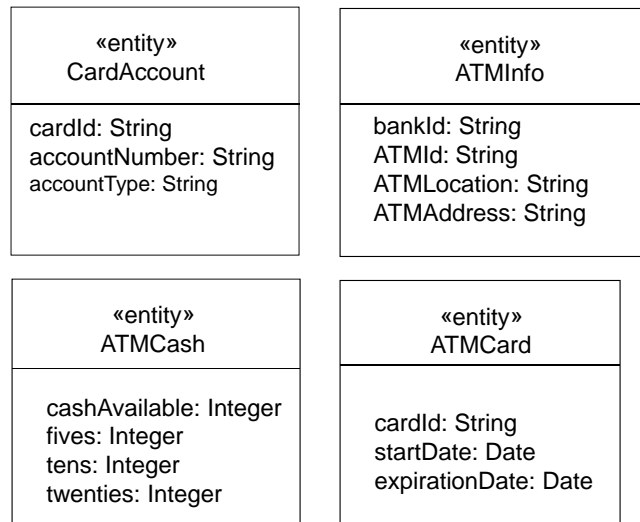 «entity»
CardAccount
cardId: String
accountNumber: String
accountType: String
«entity»
ATMInfo
bankId: String
ATMId: String
ATMLocation: String
ATMAddress: String
«entity»
ATMCash
cashAvailable: Integer
fives: Integer
tens: Integer
twenties: Integer
«entity»
ATMCard
cardId: String
startDate: Date
expirationDate: Date